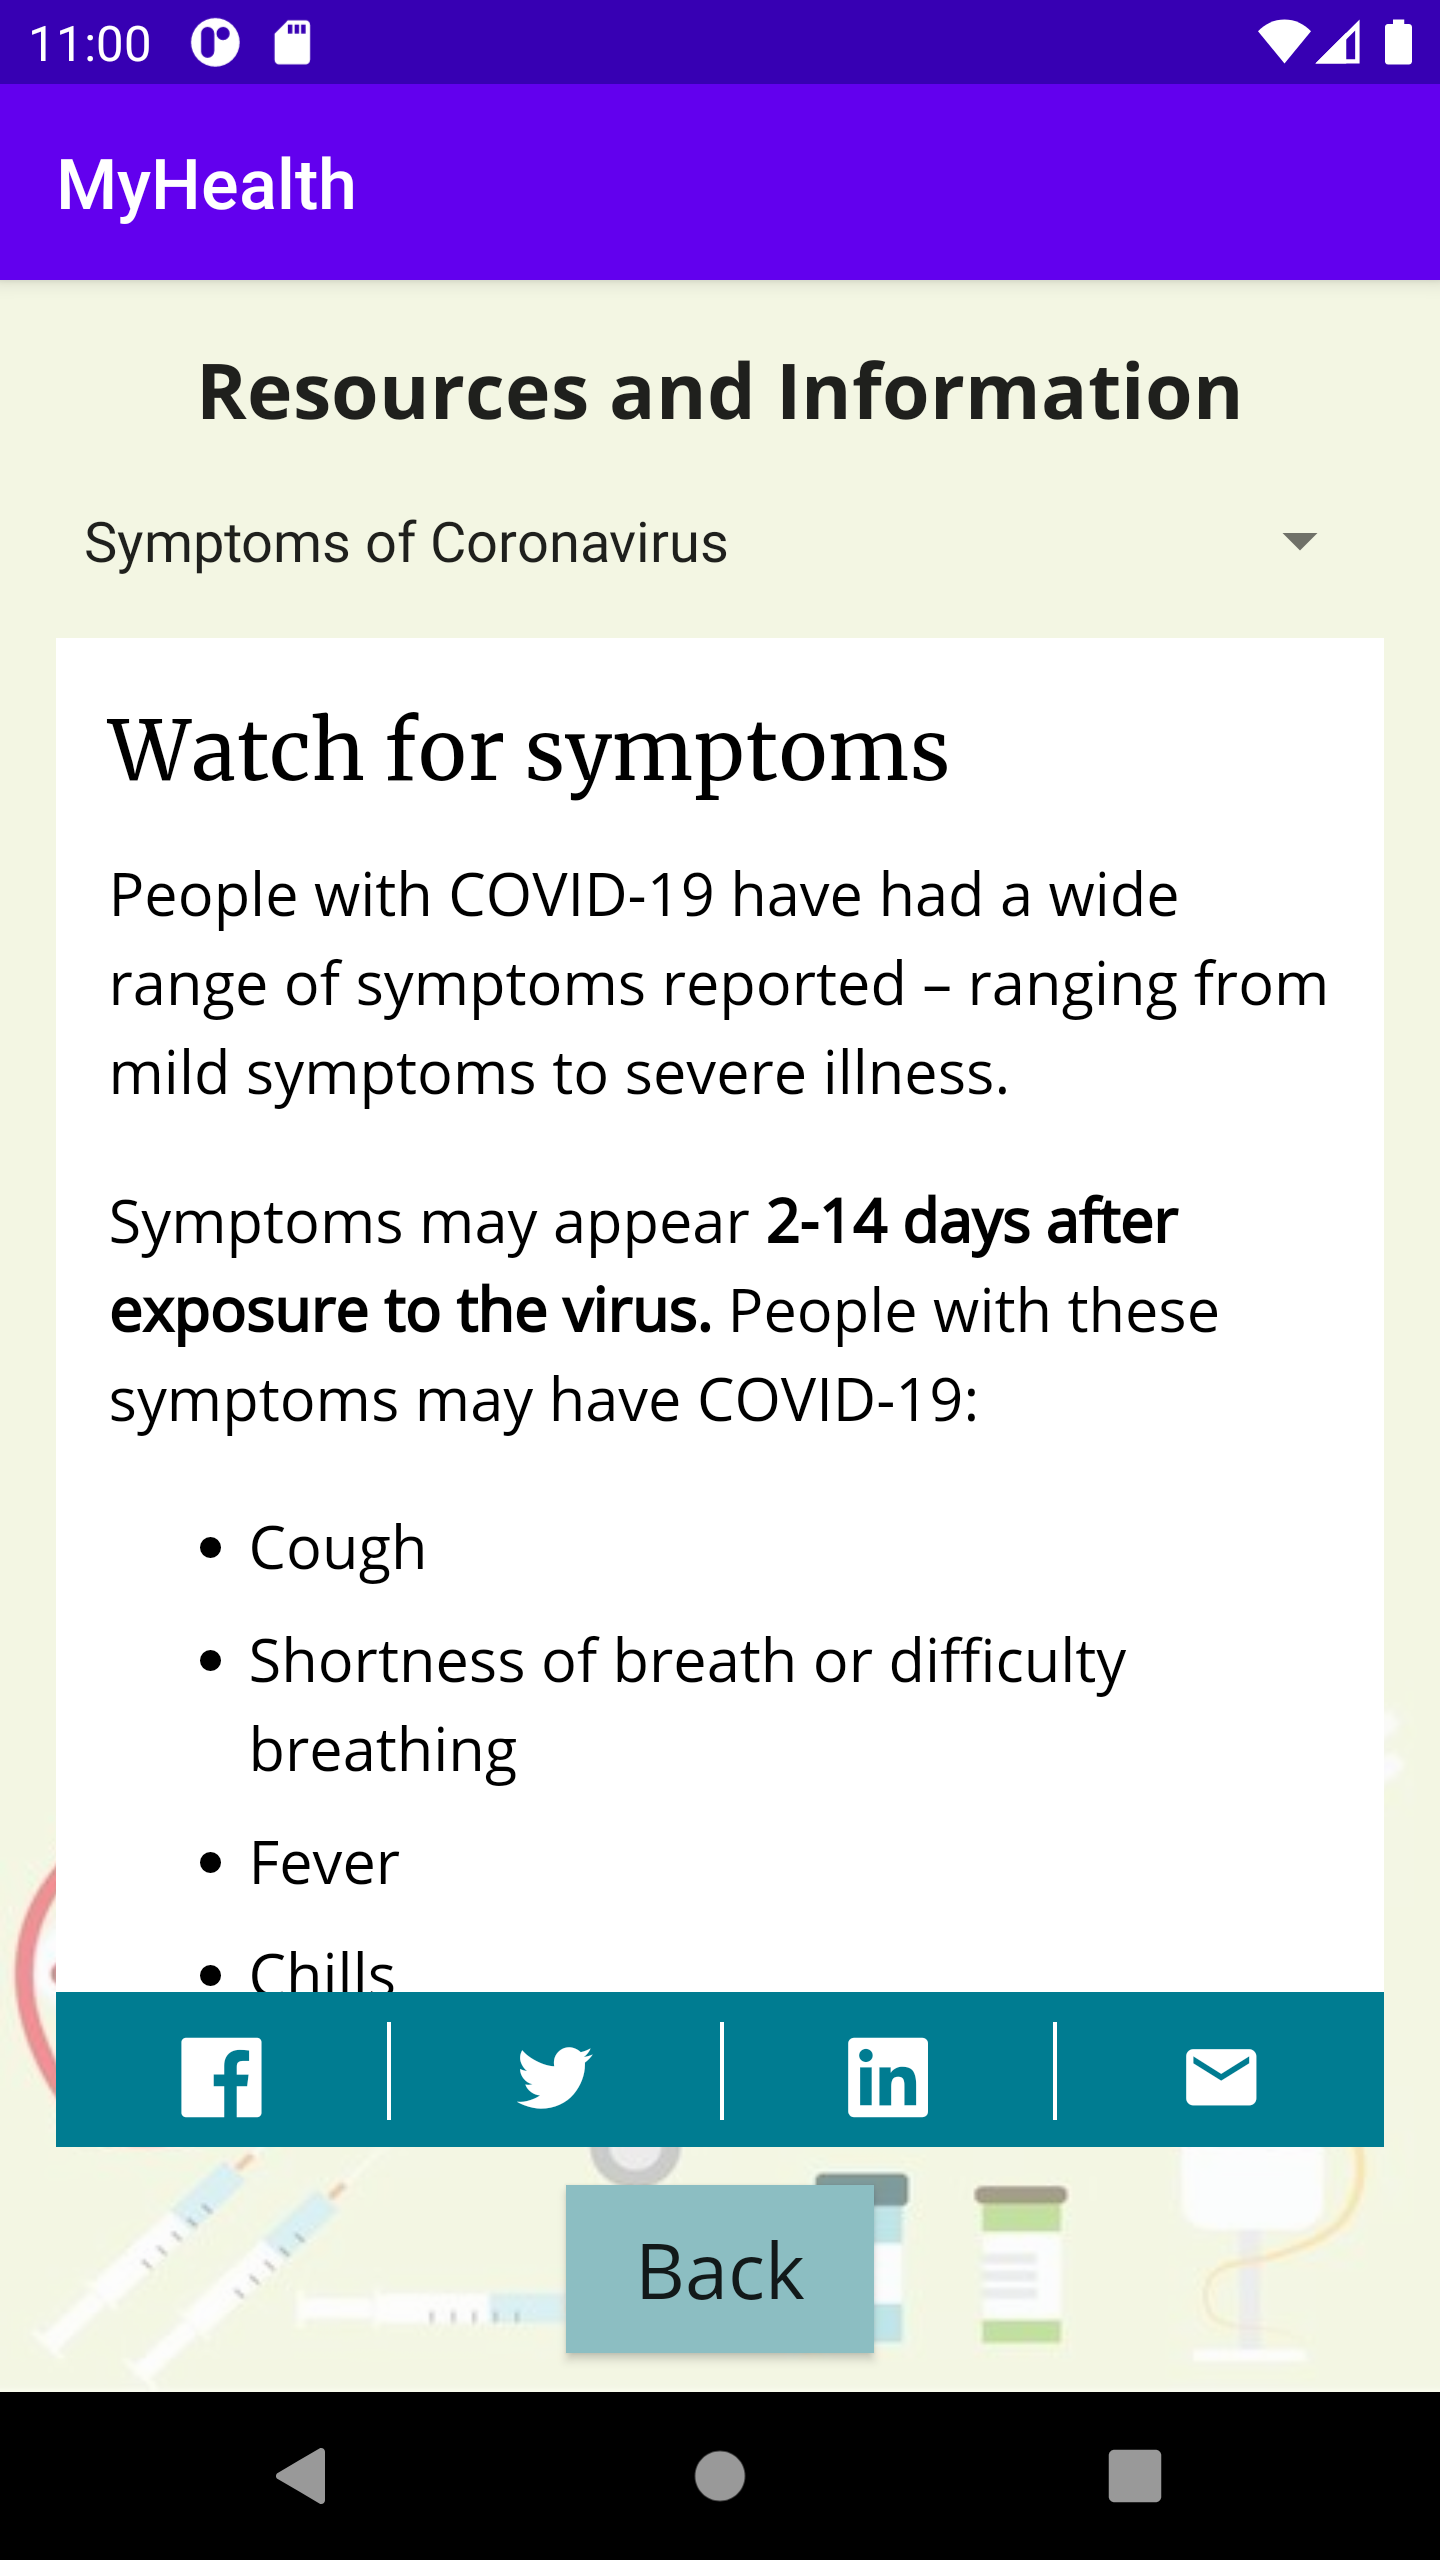 11:00
MyHealth
Resources and Information
Symptoms of Coronavirus
Watch for symptoms
People with COVID-19 have had a wide
range of symptoms reported – ranging from
mild symptoms to severe illness.
Symptoms may appear 2-14 days after
exposure to the virus. People with these
symptoms may have COVID-19:
• Cough
• Shortness of breath or difficulty
breathing
• Fever
• Chills
Back